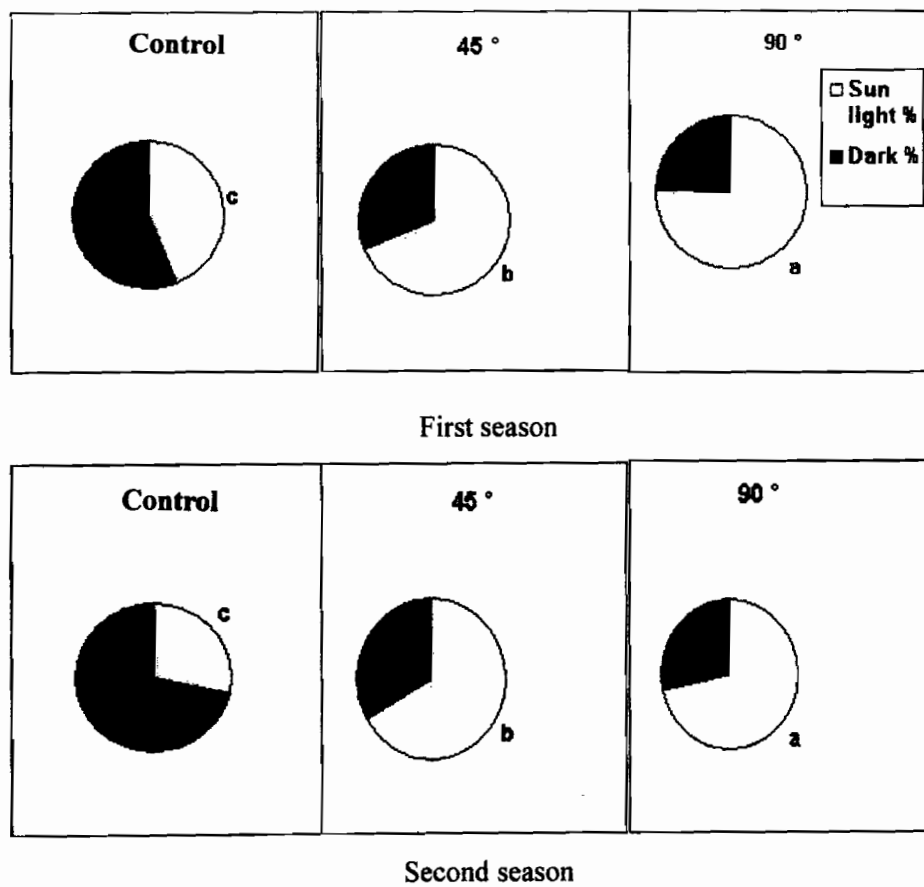 Control
45 °
90 °
Sun
light %
Dark %
c
b
a
First season
Control
45 °
90 °
c
b
a
Second season